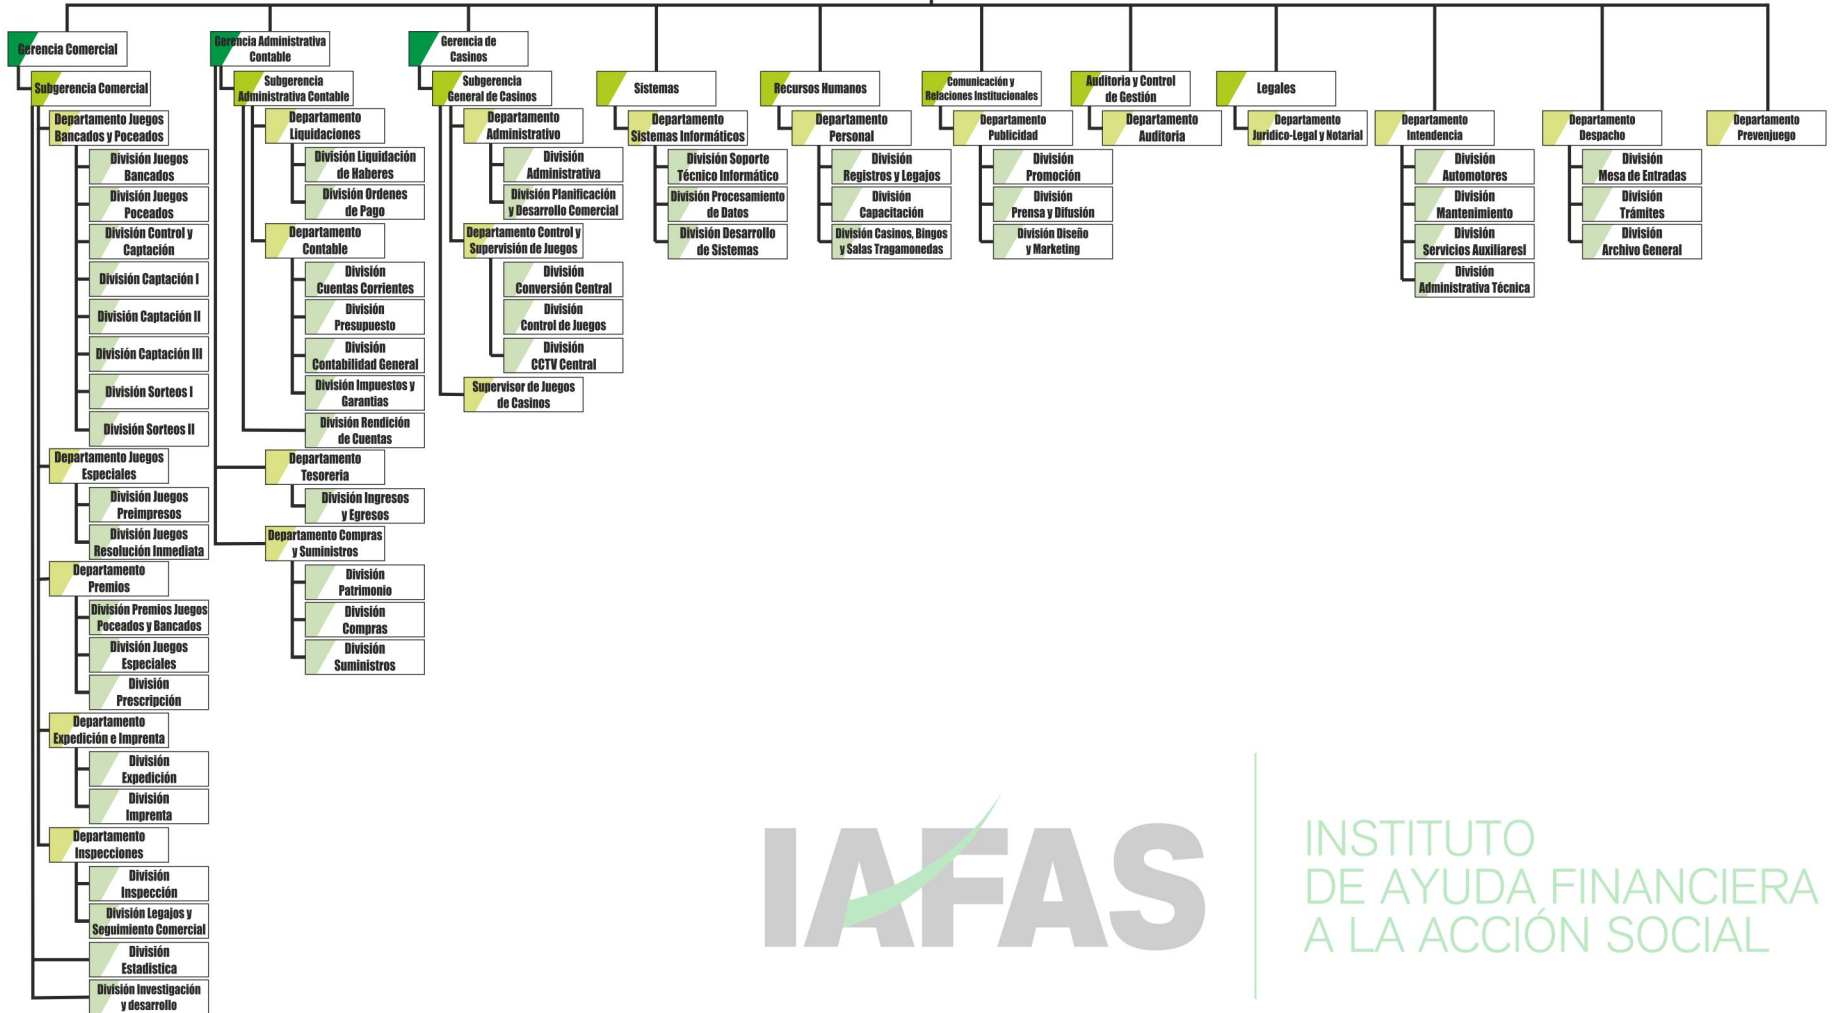 Gerencia Comercial
Subgerencia Comercial
Departamento Juegos
Bancados y Poceados
División Juegos
Bancados
División Juegos
Poceados
División Control y
Captación
División Captación I
División Captación II
División Captación III
División Sorteos I
División Sorteos II
Departamento Juegos
Especiales
División Juegos
Preimpresos
División Juegos
Resolución Inmediata
Departamento
Premios
División Premios Juegos
Poceados y Bancados
División Juegos
Especiales
División
Prescripción
Departamento
Expedición e Imprenta
División
Expedición
División
Imprenta
Departamento
Inspecciones
División
Inspección
División Legajos y
Seguimiento Comercial
División
Estadistica
División Investigación
y desarrollo
Gerencia Administrativa
Contable
Subgerencia
Administrativa Contable
Departamento
Liquidaciones
División Liquidación
de Haberes
División Ordenes
de Pago
Departamento
Contable
División
Cuentas Corrientes
División
Presupuesto
División
Contabilidad General
División Impuestos y
Garantias
División Rendición
de Cuentas
Departamento
Tesoreria
División Ingresos
y Egresos
Departamento Compras
y Suministros
División
Patrimonio
División
Compras
División
Suministros
Gerencia de
Casinos
Subgerencia
General de Casinos
Departamento
Administrativo
División
Administrativa
División Planificación
y Desarrollo Comercial
Departamento Control y
Supervisión de Juegos
División
Conversión Central
División
Control de Juegos
División
CCTV Central
Supervisor de Juegos
de Casinos
Sistemas
Departamento
Sistemas Informáticos
División Soporte
Técnico Informático
División Procesamiento
de Datos
División Desarrollo
de Sistemas
Recursos Humanos
Departamento
Personal
División
Registros y Legajos
División
Capacitación
División Casinos, Bingos
y Salas Tragamonedas
Comunicación y
Relaciones Institucionales
Departamento
Publicidad
División
Promoción
División
Prensa y Difusión
División Diseño
y Marketing
Auditoria y Control
de Gestión
Departamento
Auditoria
Legales
Departamento
Juridico-Legal y Notarial
Departamento
Intendencia
División
Automotores
División
Mantenimiento
División
Servicios Auxiliaresl
División
Administrativa Técnica
Departamento
Despacho
División
Mesa de Entradas
División
Trámites
División
Archivo General
Departamento
Prevenjuego
IAFAS
INSTITUTO
DE AYUDA FINANCIERA
A LA ACCIÓN SOCIAL